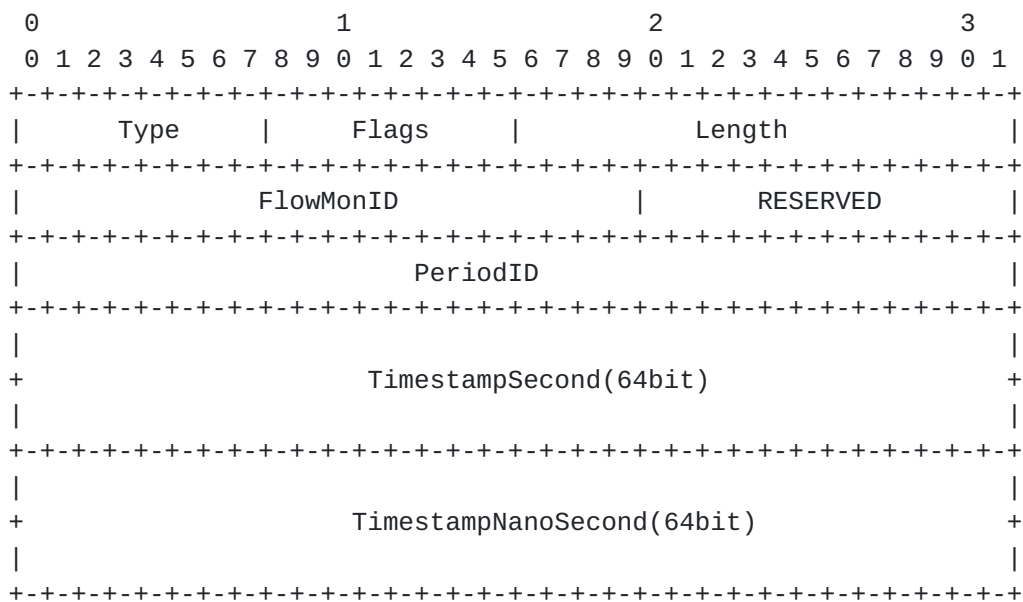 0                   1                   2                   3
 0 1 2 3 4 5 6 7 8 9 0 1 2 3 4 5 6 7 8 9 0 1 2 3 4 5 6 7 8 9 0 1
+-+-+-+-+-+-+-+-+-+-+-+-+-+-+-+-+-+-+-+-+-+-+-+-+-+-+-+-+-+-+-+-+
|      Type     |     Flags     |           Length              |
+-+-+-+-+-+-+-+-+-+-+-+-+-+-+-+-+-+-+-+-+-+-+-+-+-+-+-+-+-+-+-+-+
|               FlowMonID               |       RESERVED        |
+-+-+-+-+-+-+-+-+-+-+-+-+-+-+-+-+-+-+-+-+-+-+-+-+-+-+-+-+-+-+-+-+
|                         PeriodID                              |
+-+-+-+-+-+-+-+-+-+-+-+-+-+-+-+-+-+-+-+-+-+-+-+-+-+-+-+-+-+-+-+-+
|                                                               |
+                      TimestampSecond(64bit)                   +
|                                                               |
+-+-+-+-+-+-+-+-+-+-+-+-+-+-+-+-+-+-+-+-+-+-+-+-+-+-+-+-+-+-+-+-+
|                                                               |
+                     TimestampNanoSecond(64bit)                +
|                                                               |
+-+-+-+-+-+-+-+-+-+-+-+-+-+-+-+-+-+-+-+-+-+-+-+-+-+-+-+-+-+-+-+-+